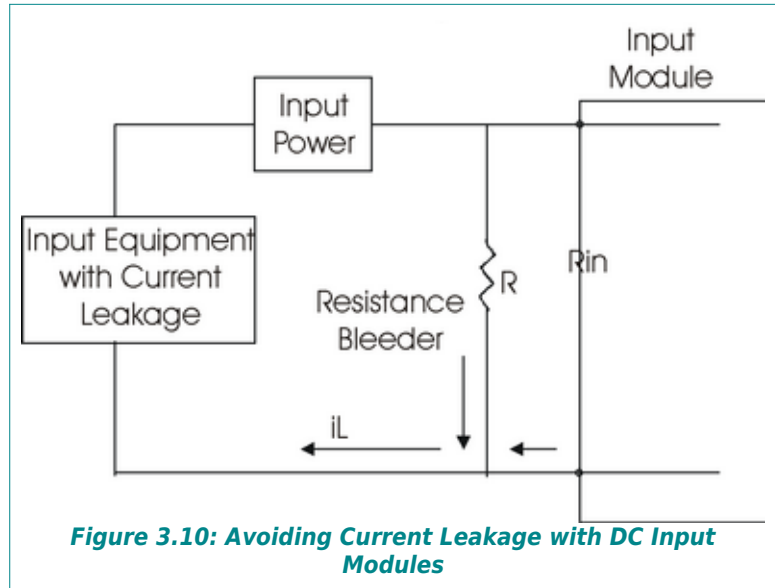 Input
Module
Input
Power
Input Equipment
with Current
Leakage
R
Rin
Resistance
Bleeder
iL
Figure 3.10: Avoiding Current Leakage with DC Input
Modules